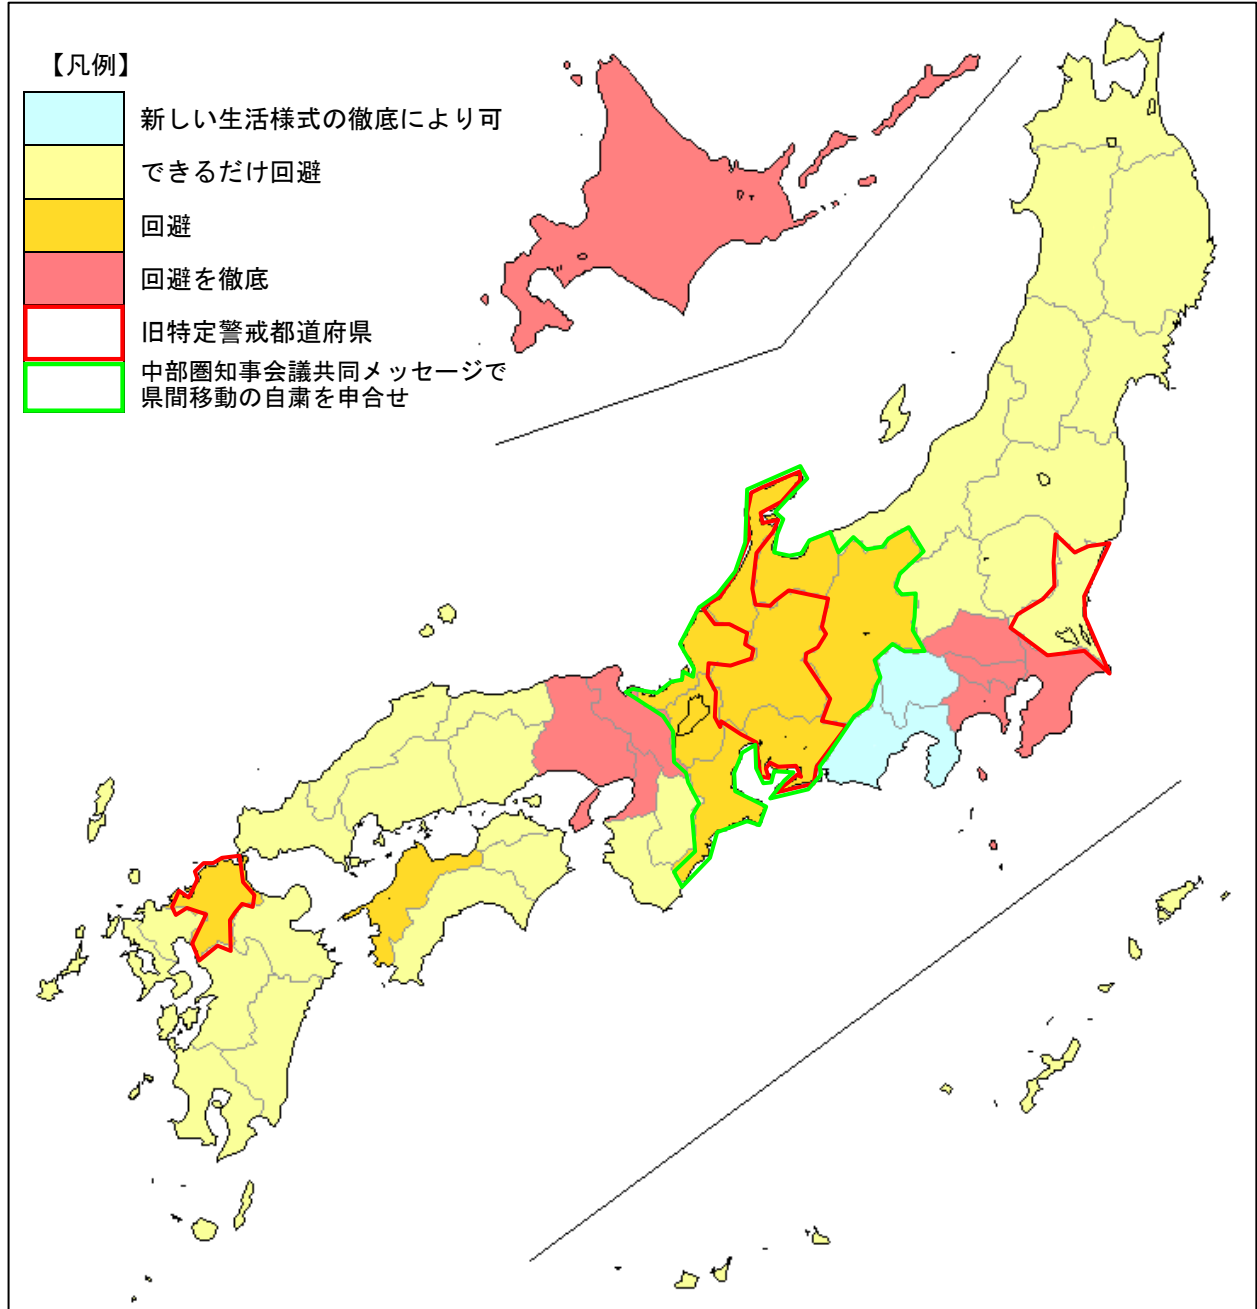 【凡例】
新しい生活様式の徹底により可
できるだけ回避
回避
回避を徹底
旧特定警戒都道府県
中部圏知事会議共同メッセージで
県間移動の自粛を申合せ